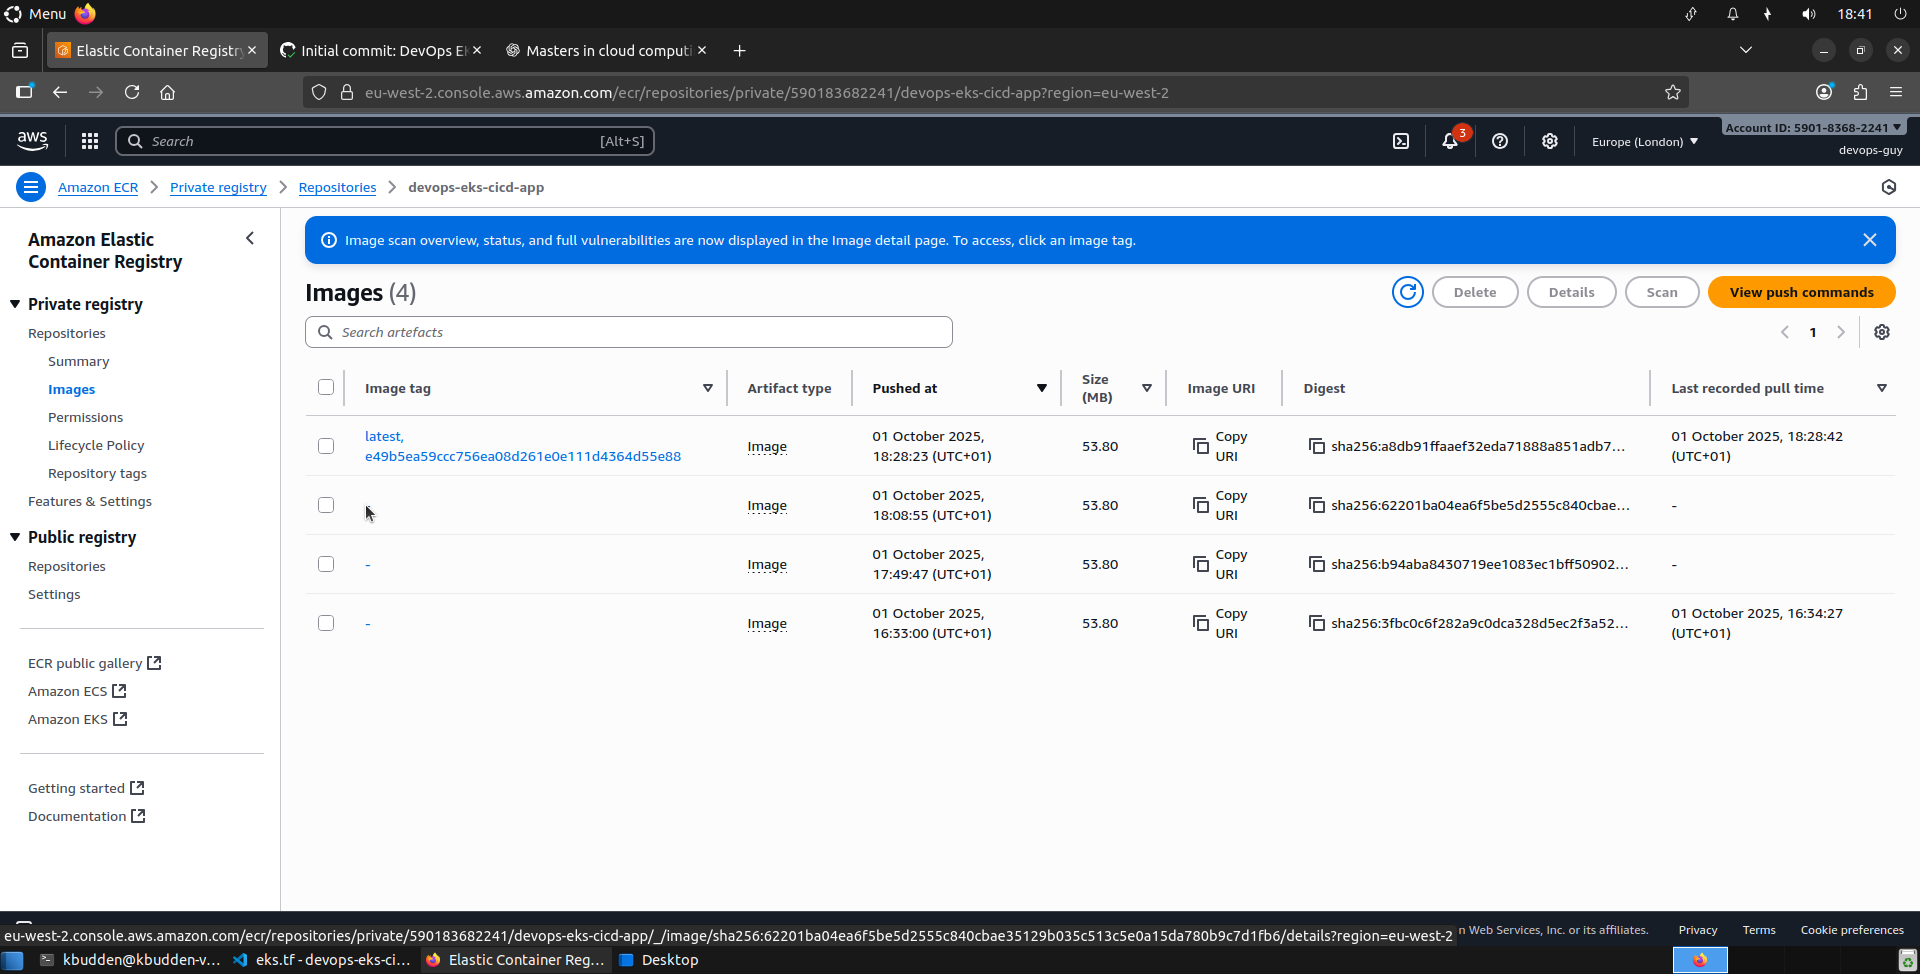 Menu
18:41
Elastic Container Registry
Initial commit: DevOps EK
Masters in cloud computi
eu-west-2.console.aws.amazon.com/ecr/repositories/private/590183682241/devops-eks-cicd-app?region=eu-west-2
aws
Search
[Alt+S]
3
Europe (London)
Account ID: 5901-8368-2241
devops-guy
Amazon ECR
Private registry
Repositories
devops-eks-cicd-app
Amazon Elastic
Container Registry
Private registry
Repositories
Summary
Images
Permissions
Lifecycle Policy
Repository tags
Features & Settings
Public registry
Repositories
Settings
ECR public gallery
Amazon ECS
Amazon EKS
Getting started
Documentation
Image scan overview, status, and full vulnerabilities are now displayed in the Image detail page. To access, click an image tag.
Images (4)
Delete
Details
Scan
View push commands
Search artefacts
1
Image tag
Artifact type
Pushed at
Size
(MB)
Image URI
Digest
Last recorded pull time
latest,
e49b5ea59ccc756ea08d261e0e111d4364d55e88
Image
01 October 2025,
18:28:23 (UTC+01)
53.80
Copy
URI
sha256:a8db91ffaaef32eda71888a851adb7...
01 October 2025, 18:28:42
(UTC+01)
Image
01 October 2025,
18:08:55 (UTC+01)
53.80
Copy
URI
sha256:62201ba04ea6f5be5d2555c840cbae...
-
-
Image
01 October 2025,
17:49:47 (UTC+01)
53.80
Copy
URI
sha256:b94aba8430719ee1083ec1bff50902...
-
-
Image
01 October 2025,
16:33:00 (UTC+01)
53.80
Copy
URI
sha256:3fbc0c6f282a9c0dca328d5ec2f3a52...
01 October 2025, 16:34:27
(UTC+01)
eu-west-2.console.aws.amazon.com/ecr/repositories/private/590183682241/devops-eks-cicd-app/_/image/sha256:62201ba04ea6f5be5d2555c840cbae35129b035c513c5e0a15da780b9c7d1fb6/details?region=eu-west-2
n Web Services, Inc. or its affiliates.
Privacy
Terms
Cookie preferences
kbudden@kbudden-v...
eks.tf - devops-eks-ci...
Elastic Container Reg...
Desktop